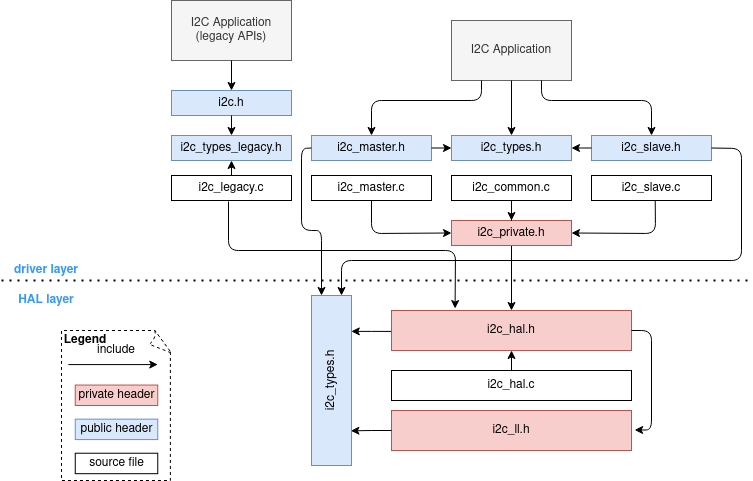 I2C Application
(legacy APIs)
I2C Application
i2c.h
i2c_types_legacy.h
i2c_master.h
i2c_types.h
i2c_slave.h
i2c_legacy.c
i2c_master.c
i2c_common.c
i2c_slave.c
i2c_private.h
driver layer
HAL layer
i2c_types.h
i2c_hal.h
i2c_hal.c
i2c_ll.h
Legend
include
private header
public header
source file